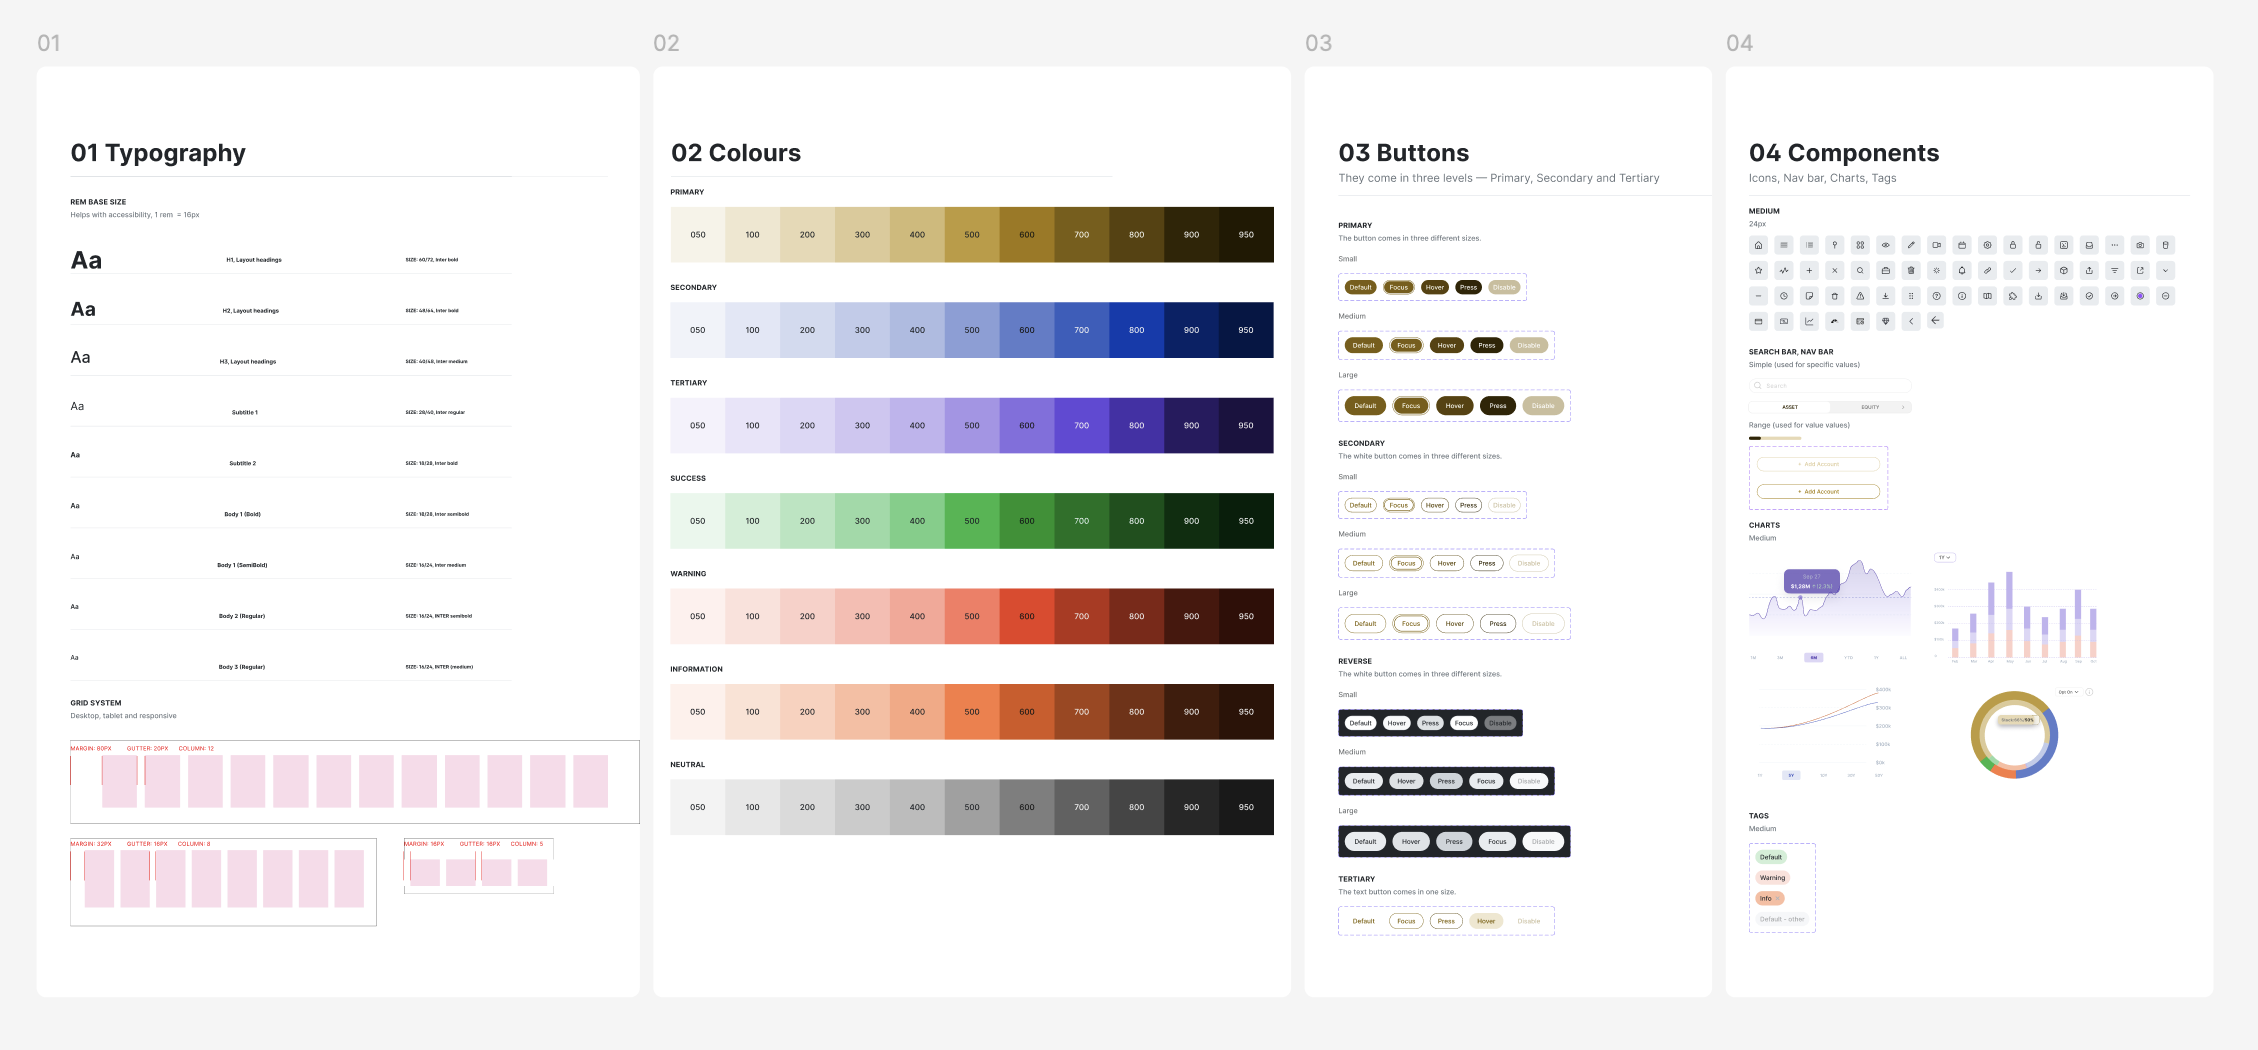 01
01 Typography
REM BASE SIZE
Helps with accessibility, 1 rem = 16px
Aa H1, Layout headings SIZE: 60/72, Inter bold
Aa H2, Layout headings SIZE: 48/64, Inter bold
Aa H3, Layout headings SIZE: 40/48, Inter medium
Aa Subtitle 1 SIZE: 28/40, Inter regular
Aa Subtitle 2 SIZE: 18/28, Inter bold
Aa Body 1 (Bold) SIZE: 18/28, Inter semibold
Aa Body 1 (SemiBold) SIZE: 16/24, Inter medium
Aa Body 2 (Regular) SIZE: 16/24, INTER semibold
Aa Body 3 (Regular) SIZE: 16/24, INTER (medium)
GRID SYSTEM
Desktop, tablet and responsive
MARGIN: 80PX GUTTER: 20PX COLUMN: 12
MARGIN: 32PX GUTTER: 16PX COLUMN: 8
MARGIN: 16PX GUTTER: 16PX COLUMN: 5
02
02 Colours
PRIMARY
050 100 200 300 400 500 600 700 800 900 950
SECONDARY
050 100 200 300 400 500 600 700 800 900 950
TERTIARY
050 100 200 300 400 500 600 700 800 900 950
SUCCESS
050 100 200 300 400 500 600 700 800 900 950
WARNING
050 100 200 300 400 500 600 700 800 900 950
INFORMATION
050 100 200 300 400 500 600 700 800 900 950
NEUTRAL
050 100 200 300 400 500 600 700 800 900 950
03
03 Buttons
They come in three levels — Primary, Secondary and Tertiary
PRIMARY
The button comes in three different sizes.
Small
Default Focus Hover Press Disable
Medium
Default Focus Hover Press Disable
Large
Default Focus Hover Press Disable
SECONDARY
The white button comes in three different sizes.
Small
Default Focus Hover Press Disable
Medium
Default Focus Hover Press Disable
Large
Default Focus Hover Press Disable
REVERSE
The white button comes in three different sizes.
Small
Default Hover Press Focus Disable
Medium
Default Hover Press Focus Disable
Large
Default Hover Press Focus Disable
TERTIARY
The text button comes in one size.
Default Focus Press Hover Disable
04
04 Components
Icons, Nav bar, Charts, Tags
MEDIUM
24px
SEARCH BAR, NAV BAR
Simple (used for specific values)
Search
ASSET EQUITY
Range (used for value values)
+ Add Account
+ Add Account
CHARTS
Medium
Sep 21
$1,28M
1Y
$400k
$300k
$200k
$100k
$0k
Opt On
50%
TAGS
Medium
Default
Warning
Info
Default - other